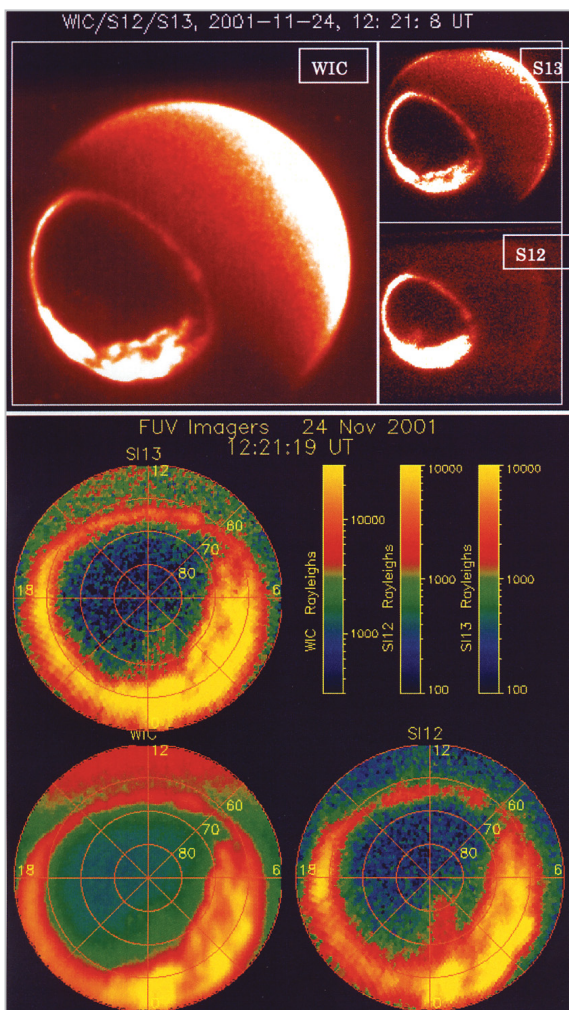 WIC/S12/S13, 2001-11-24, 12: 21: 8 UT
WIC
S13
S12
FUV Imagers 24 Nov 2001
12:21:19 UT
SI13
12
60
70
80
18
6
0
WIC Rayleighs
10000
1000
SI12 Rayleighs
10000
1000
100
SI13 Rayleighs
10000
1000
100
WIC
12
60
70
80
18
6
0
SI12
12
60
70
80
18
6
0